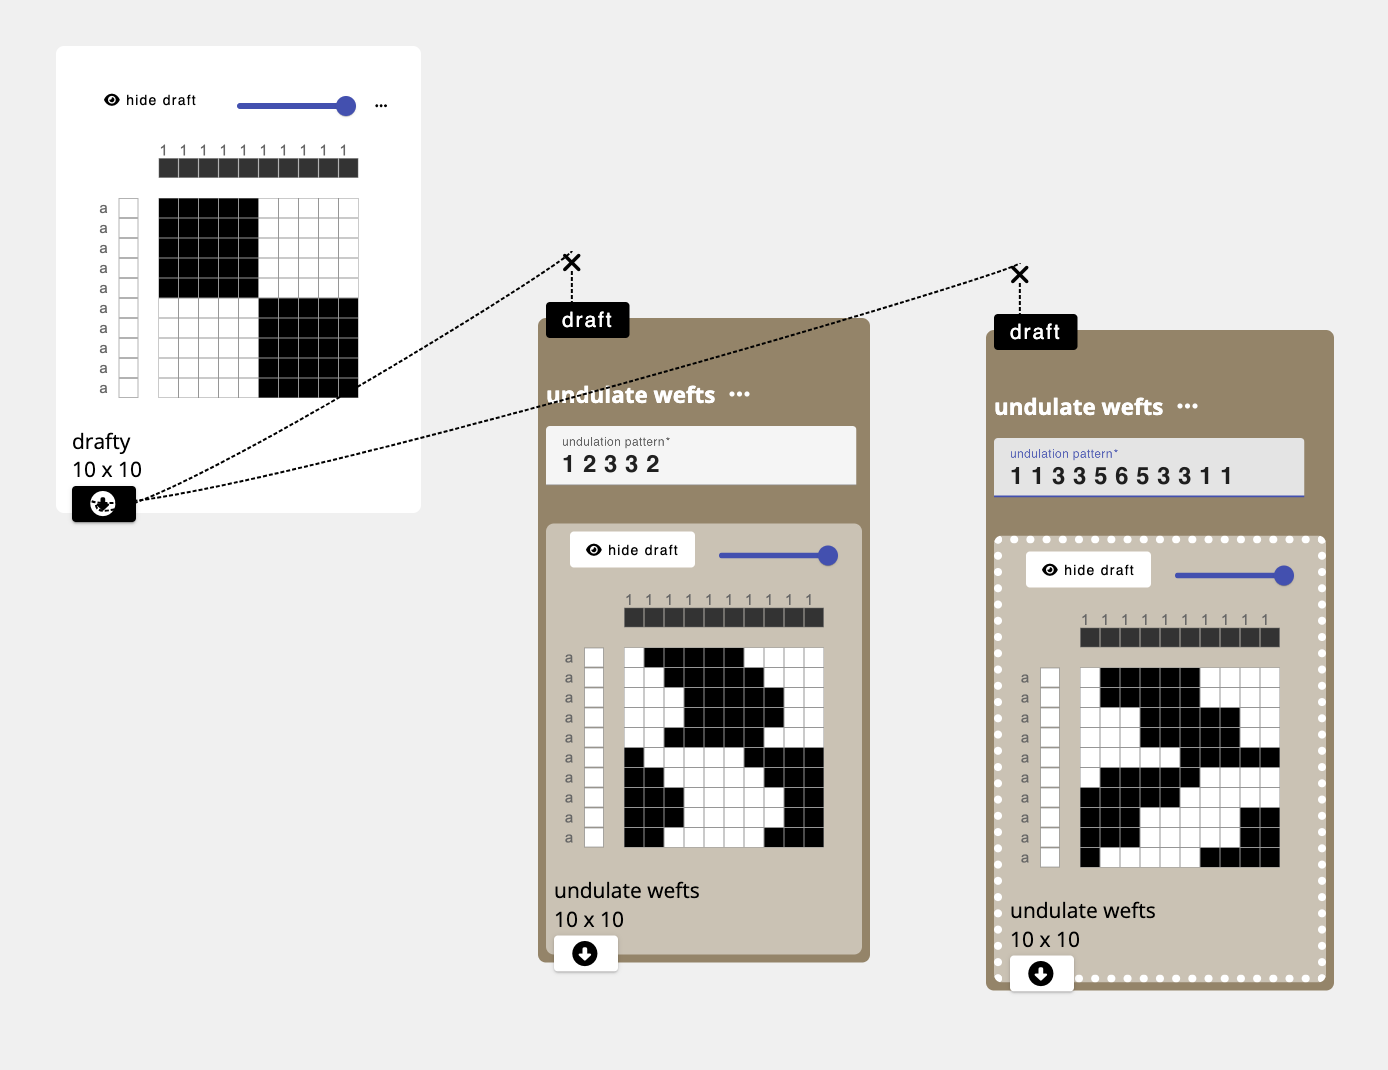 hide draft ...
1 1 1 1 1 1 1 1 1 1
a
a
a
a
a
a
a
a
a
a
drafty
10 x 10
draft
undulate wefts ...
undulation pattern*
1 2 3 3 2
hide draft
1 1 1 1 1 1 1 1 1 1
a
a
a
a
a
a
a
a
a
a
undulate wefts
10 x 10
draft
undulate wefts ...
undulation pattern*
1 1 3 3 5 6 5 3 3 1 1
hide draft
1 1 1 1 1 1 1 1 1 1
a
a
a
a
a
a
a
a
a
a
undulate wefts
10 x 10